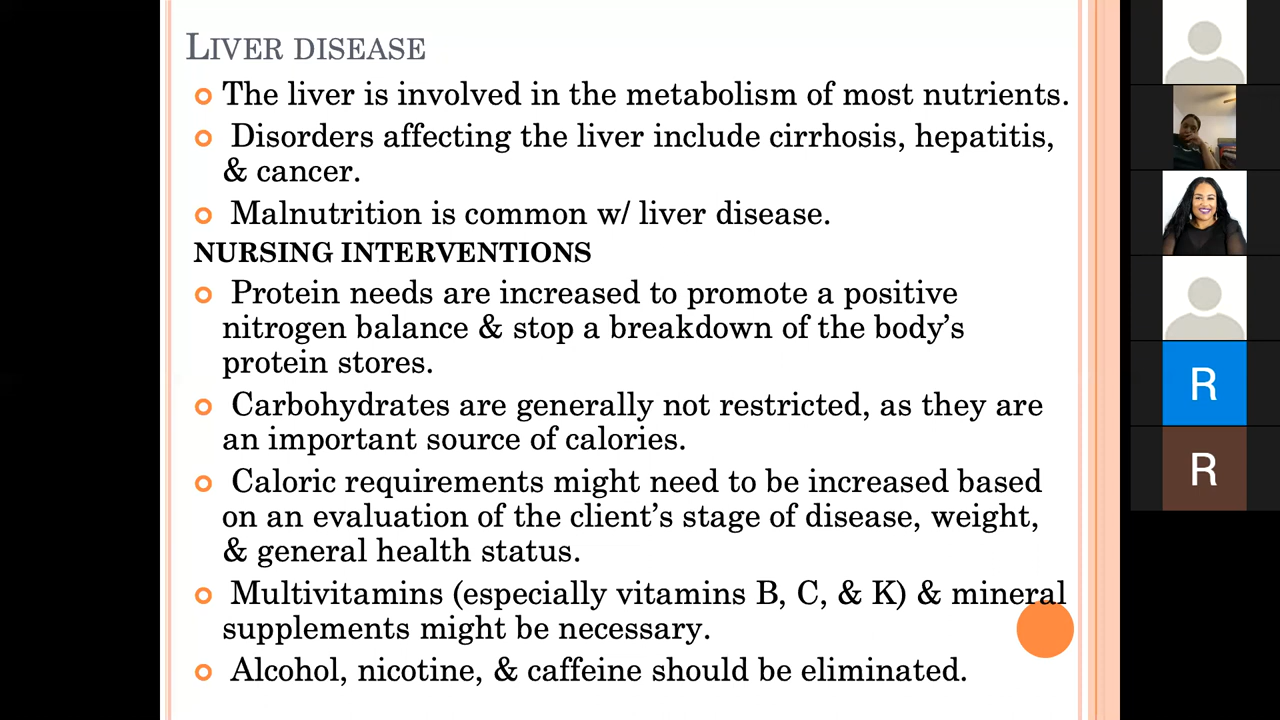 LIVER DISEASE
The liver is involved in the metabolism of most nutrients.
Disorders affecting the liver include cirrhosis, hepatitis,
& cancer.
Malnutrition is common w/ liver disease.
NURSING INTERVENTIONS
Protein needs are increased to promote a positive
nitrogen balance & stop a breakdown of the body's
protein stores.
Carbohydrates are generally not restricted, as they are
an important source of calories.
Caloric requirements might need to be increased based
on an evaluation of the client's stage of disease, weight,
& general health status.
Multivitamins (especially vitamins B, C, & K) & mineral
supplements might be necessary.
Alcohol, nicotine, & caffeine should be eliminated.
R
R